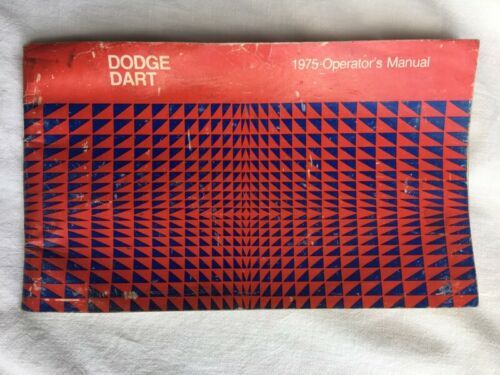 DODGE
DART
1975-Operator's Manual